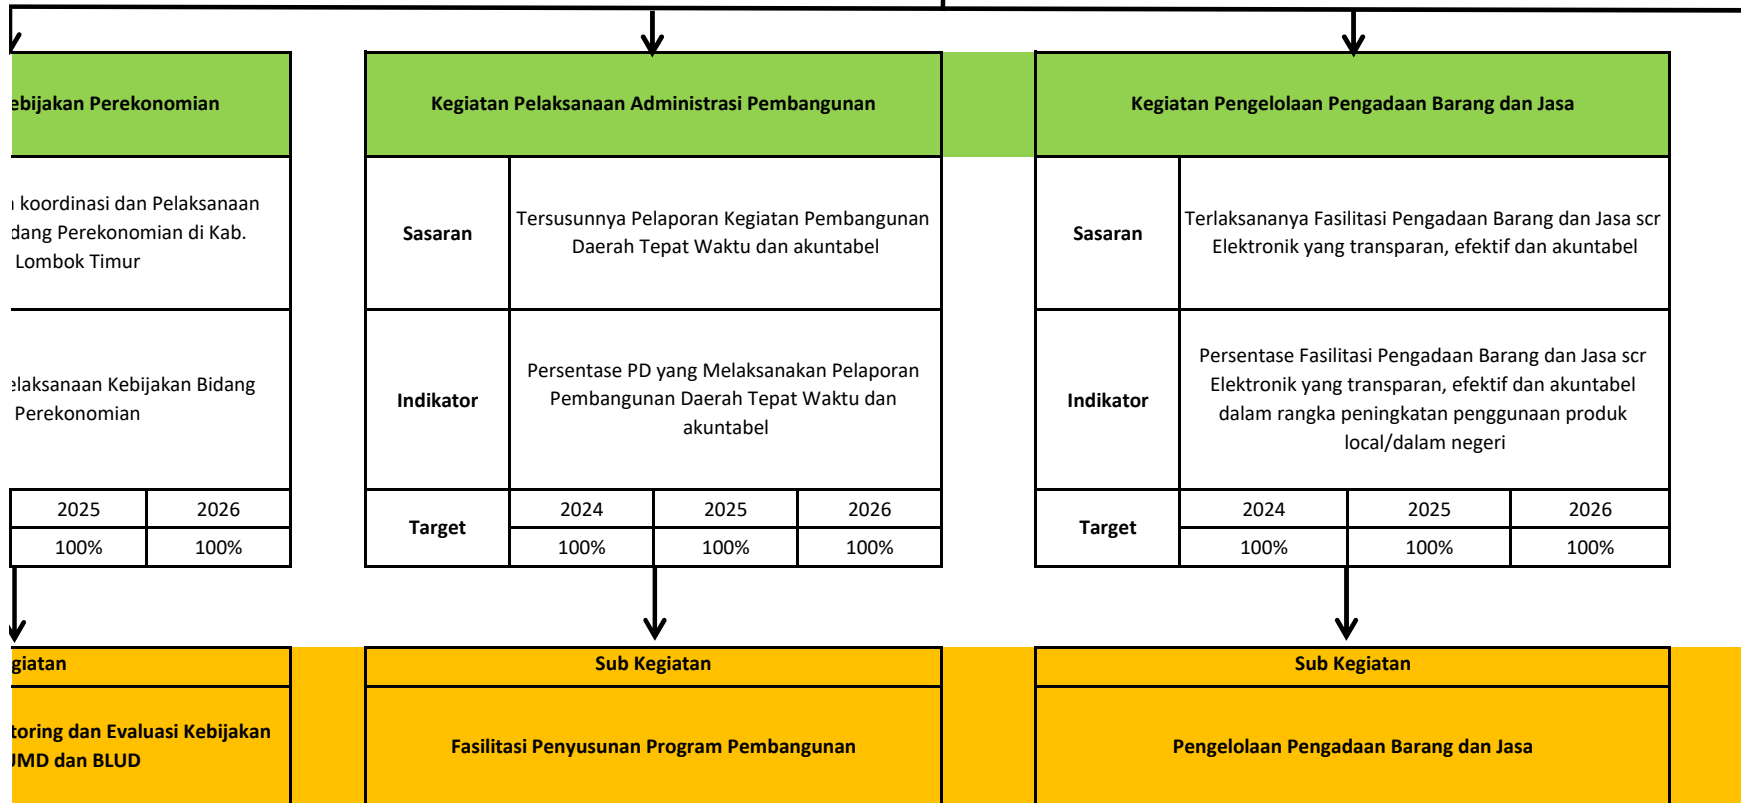 Perekonomian
koordinasi dan Pelaksanaan
Perekonomian di Kab.
Lombok Timur
Kebijakan Bidang
Perekonomian
2025 2026
100% 100%
dan Evaluasi Kebijakan
dan BLUD
Kegiatan Pelaksanaan Administrasi Pembangunan
Sasaran
Tersusunnya Pelaporan Kegiatan Pembangunan
Daerah Tepat Waktu dan akuntabel
Indikator
Persentase PD yang Melaksanakan Pelaporan
Pembangunan Daerah Tepat Waktu dan
akuntabel
Target
2024 2025 2026
100% 100% 100%
Sub Kegiatan
Fasilitasi Penyusunan Program Pembangunan
Kegiatan Pengelolaan Pengadaan Barang dan Jasa
Sasaran
Terlaksananya Fasilitasi Pengadaan Barang dan Jasa scr
Elektronik yang transparan, efektif dan akuntabel
Indikator
Persentase Fasilitasi Pengadaan Barang dan Jasa scr
Elektronik yang transparan, efektif dan akuntabel
dalam rangka peningkatan penggunaan produk
local/dalam negeri
Target
2024 2025 2026
100% 100% 100%
Sub Kegiatan
Pengelolaan Pengadaan Barang dan Jasa